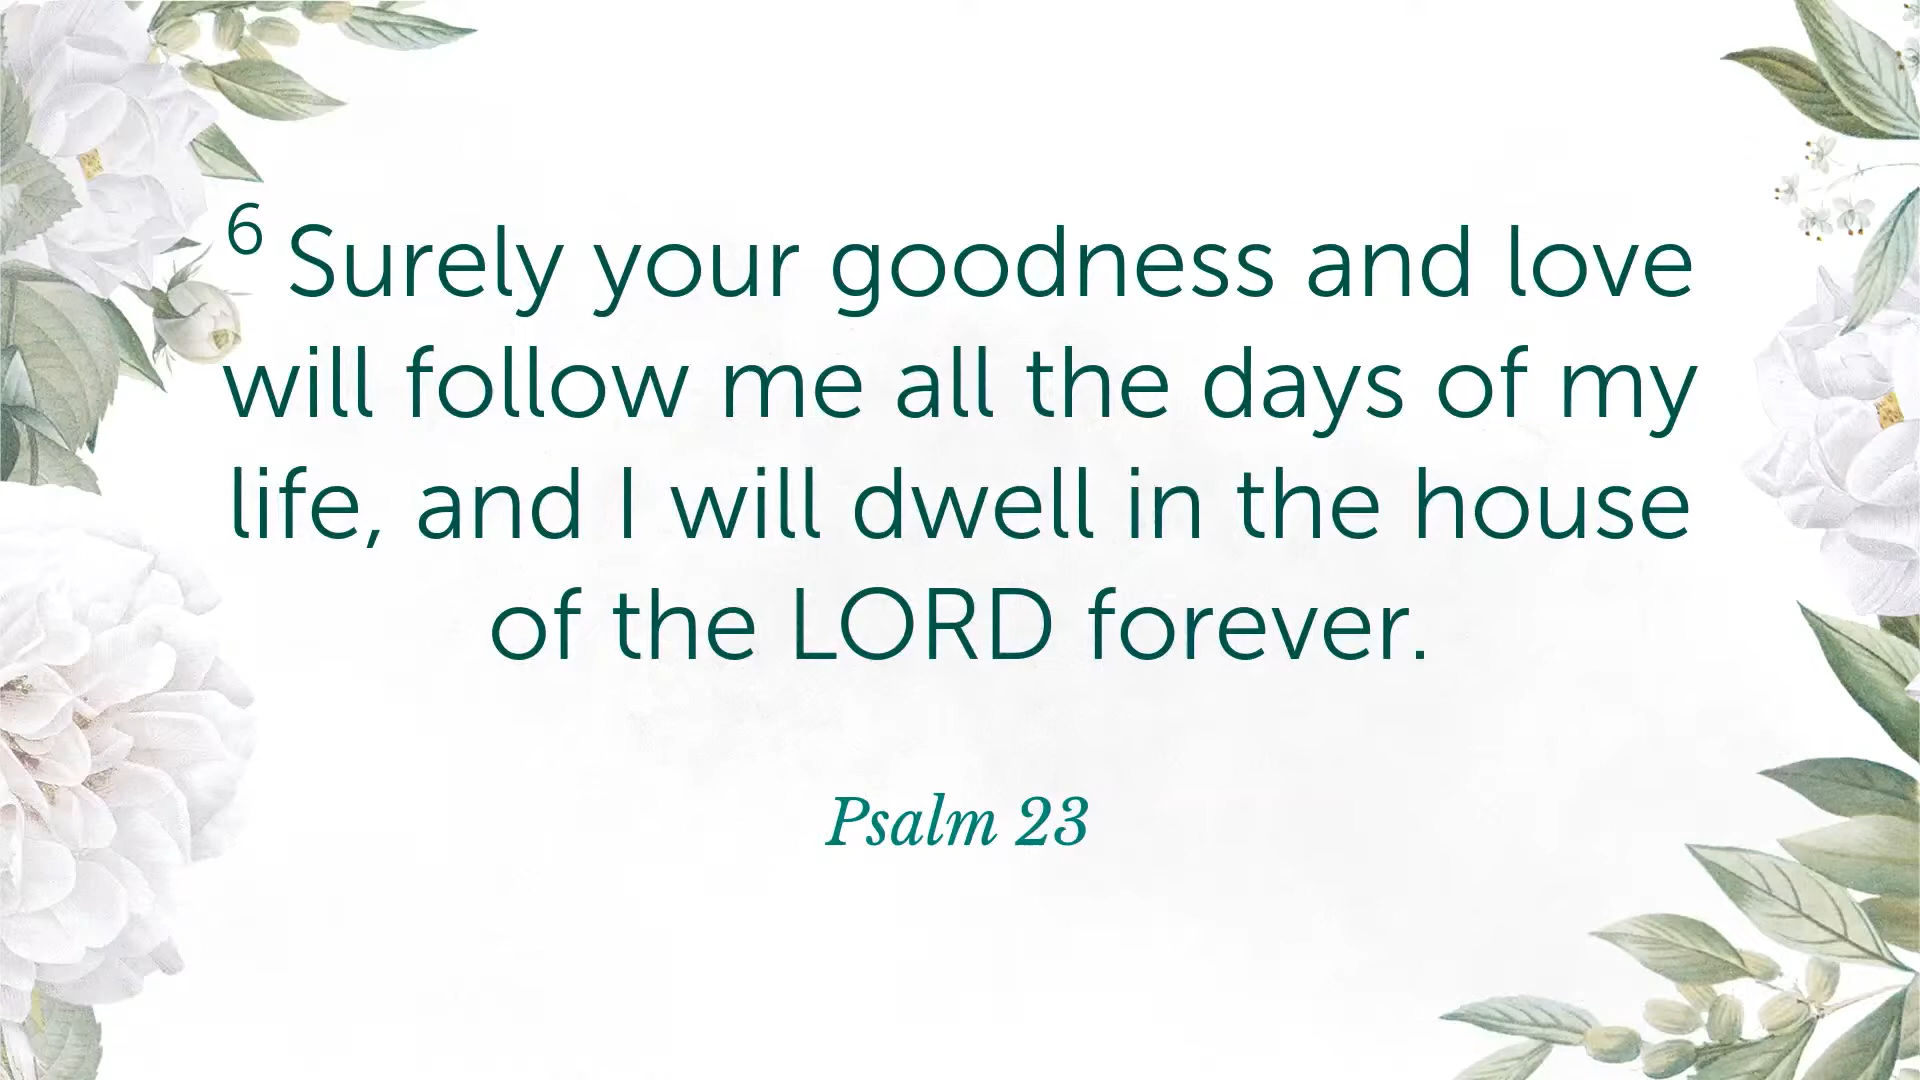 6 Surely your goodness and love
will follow me all the days of my
life, and I will dwell in the house
of the LORD forever.
Psalm 23